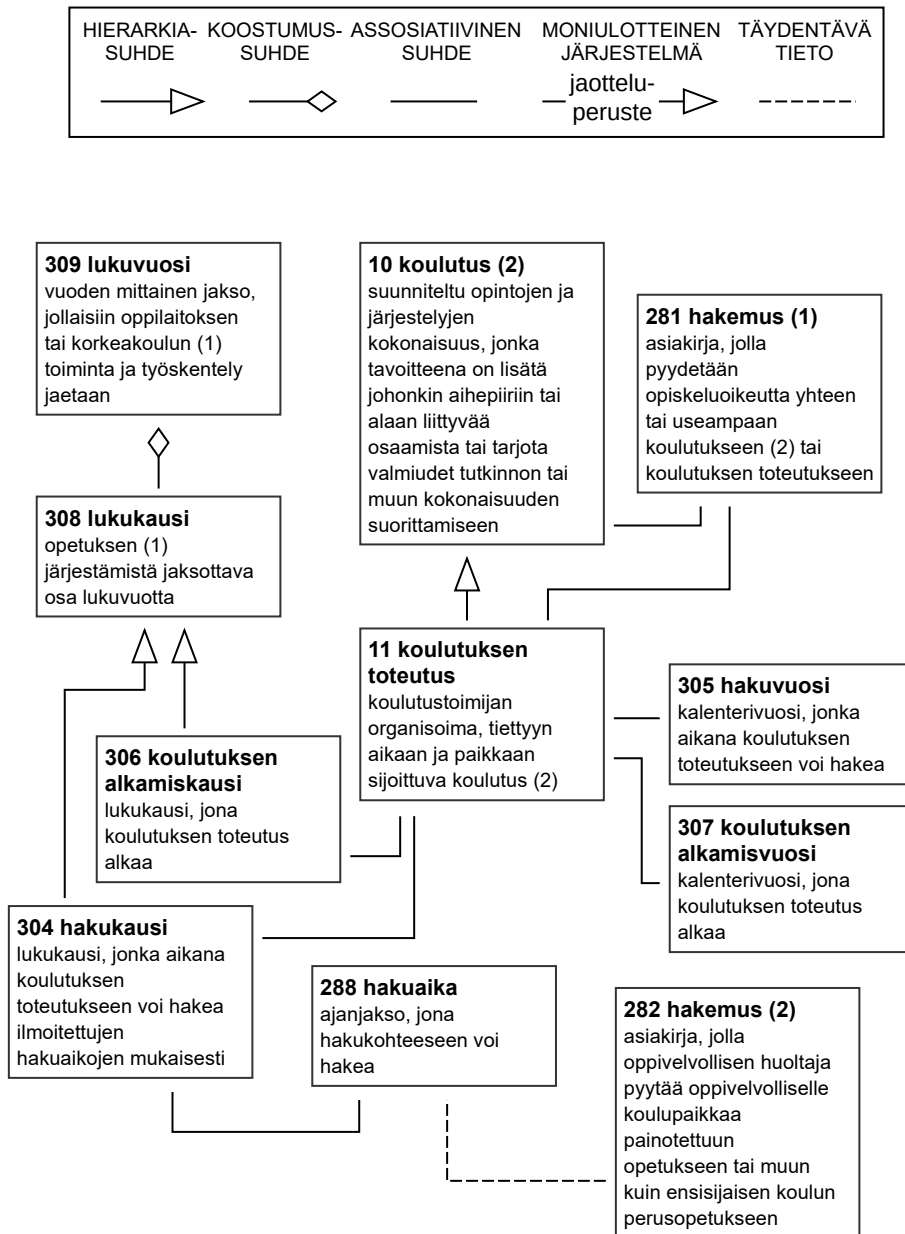 HIERARKIA-
SUHDE
KOOSTUMUS-
SUHDE
ASSOSIATIIVINEN
SUHDE
MONIULOTTEINEN
JÄRJESTELMÄ
jaottelu-
peruste
TÄYDENTÄVÄ
TIETO
309 lukuvuosi
vuoden mittainen jakso,
jollaisiin oppilaitoksen
tai korkeakoulun (1)
toiminta ja työskentely
jaetaan
10 koulutus (2)
suunniteltu opintojen ja
järjestelyjen
kokonaisuus, jonka
tavoitteena on lisätä
johonkin aihepiiriin tai
alaan liittyvää
osaamista tai tarjota
valmiudet tutkinnon tai
muun kokonaisuuden
suorittamiseen
281 hakemus (1)
asiakirja, jolla
pyydetään
opiskeluoikeutta yhteen
tai useampaan
koulutukseen (2) tai
koulutuksen toteutukseen
308 lukukausi
opetuksen (1)
järjestämistä jaksottava
osa lukuvuotta
11 koulutuksen
toteutus
koulutustoimijan
organisoima, tiettyyn
aikaan ja paikkaan
sijoittuva koulutus (2)
305 hakuvuosi
kalenterivuosi, jonka
aikana koulutuksen
toteutukseen voi hakea
306 koulutuksen
alkamiskausi
lukukausi, jona
koulutuksen toteutus
alkaa
307 koulutuksen
alkamisvuosi
kalenterivuosi, jona
koulutuksen toteutus
alkaa
304 hakukausi
lukukausi, jonka aikana
koulutuksen
toteutukseen voi hakea
ilmoitettujen
hakuaikojen mukaisesti
288 hakuaika
ajanjakso, jona
hakukohteeseen voi
hakea
282 hakemus (2)
asiakirja, jolla
oppivelvollisen huoltaja
pyytää oppivelvolliselle
koulupaikkaa
painotettuun
opetukseen tai muun
kuin ensisijaisen koulun
perusopetukseen